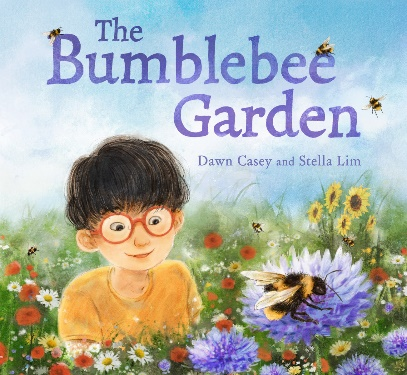 The
Bumblebee
Garden
Dawn Casey and Stella Lim